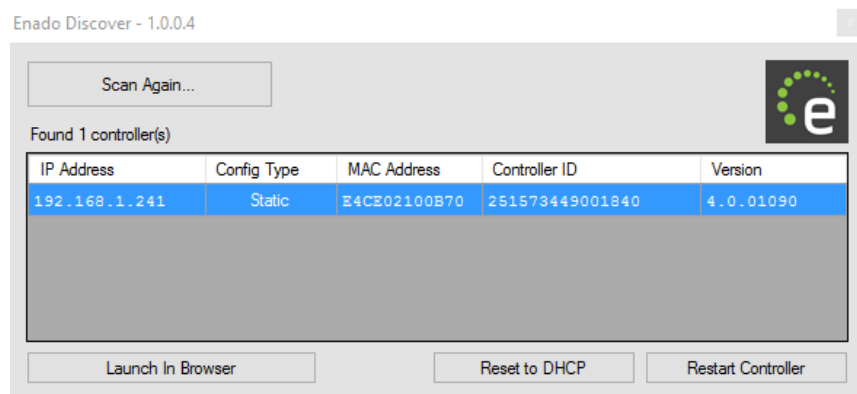 Enado Discover - 1.0.0.4
x
Scan Again...
e
Found 1 controller(s)
IP Address Config Type MAC Address Controller ID Version
192.168.1.241 Static E4CE02100B70 251573449001840 4.0.01090
Launch In Browser Reset to DHCP Restart Controller